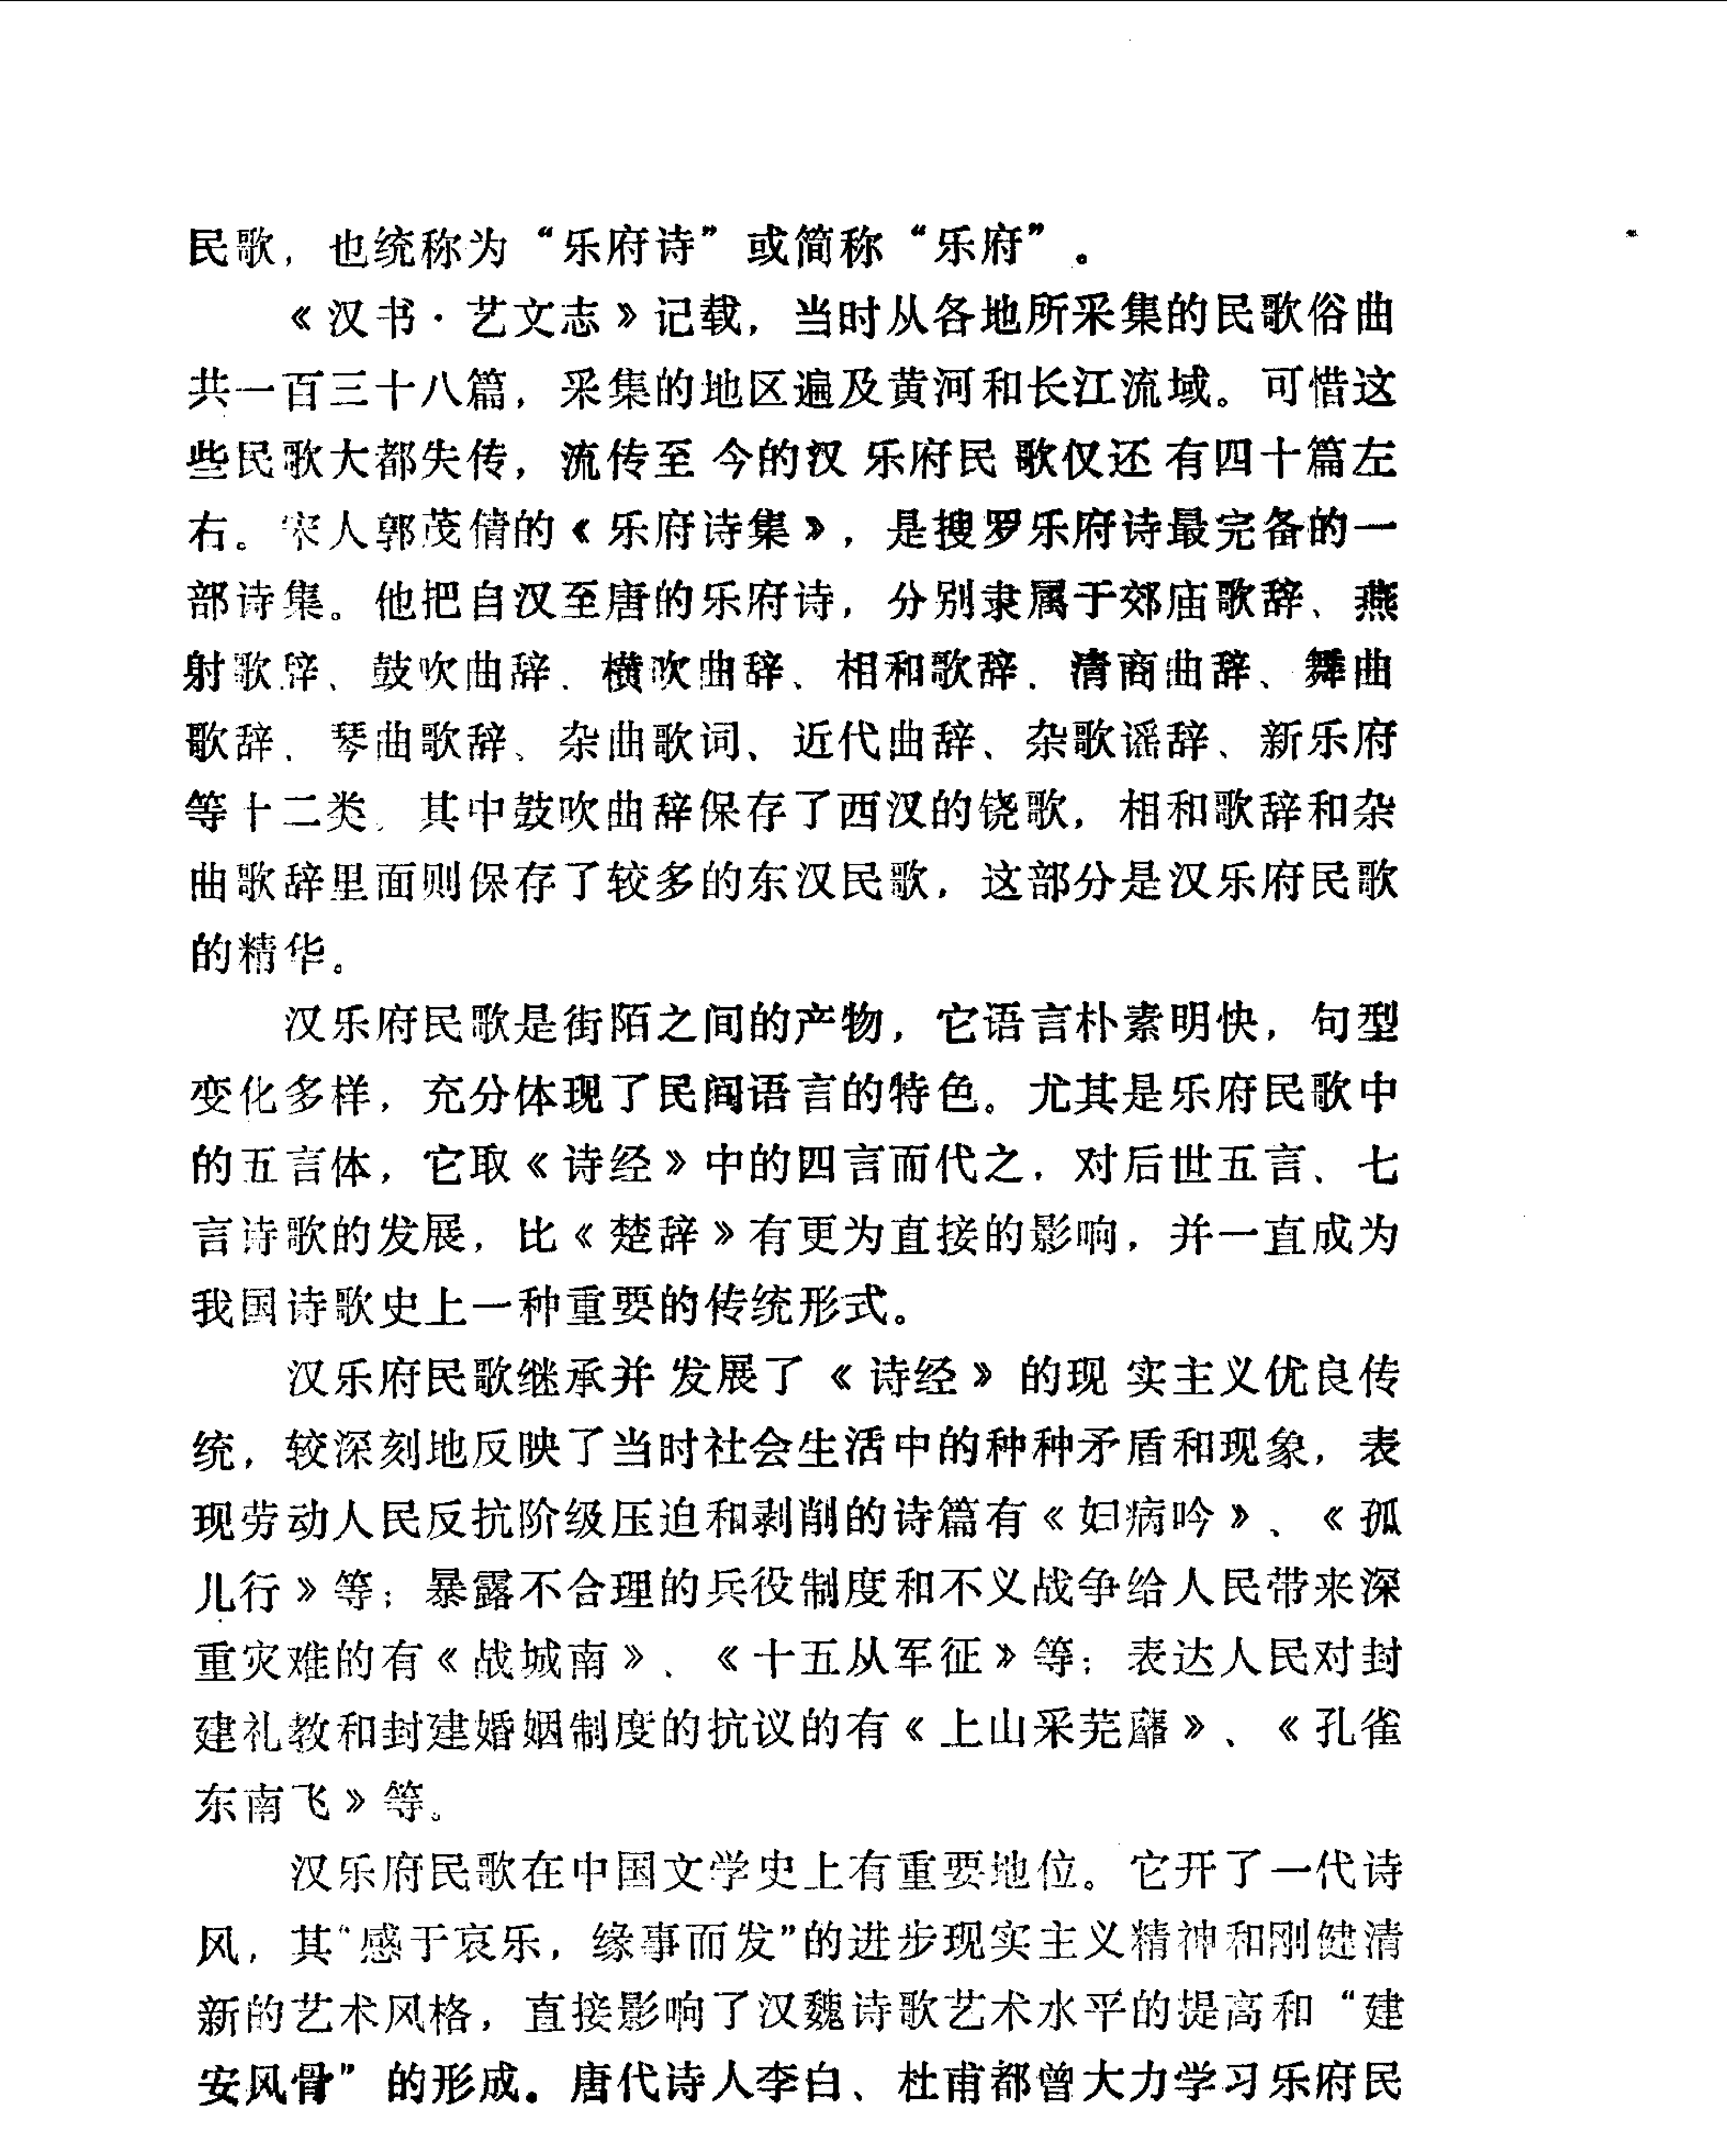 民歌，也统称为“乐府诗”或简称“乐府”。
《汉书·艺文志》记载，当时从各地所采集的民歌俗曲
共一百三十八篇，采集的地区遍及黄河和长江流域。可惜这
些民歌大都失传，流传至今的汉乐府民歌仅还有四十篇左
右。宋人郭茂倩的《乐府诗集》，是搜罗乐府诗最完备的一
部诗集。他把自汉至唐的乐府诗，分别隶属于郊庙歌辞、燕
射歌辞、鼓吹曲辞、横吹曲辞、相和歌辞、清商曲辞、舞曲
歌辞、琴曲歌辞、杂曲歌词、近代曲辞、杂歌谣辞、新乐府
等十二类。其中鼓吹曲辞保存了西汉的铙歌，相和歌辞和杂
曲歌辞里面则保存了较多的东汉民歌，这部分是汉乐府民歌
的精华。
汉乐府民歌是街陌之间的产物，它语言朴素明快，句型
变化多样，充分体现了民间语言的特色。尤其是乐府民歌中
的五言体，它取《诗经》中的四言而代之，对后世五言、七
言诗歌的发展，比《楚辞》有更为直接的影响，并一直成为
我国诗歌史上一种重要的传统形式。
汉乐府民歌继承并发展了《诗经》的现实主义优良传
统，较深刻地反映了当时社会生活中的种种矛盾和现象，表
现劳动人民反抗阶级压迫和剥削的诗篇有《妇病吟》、《孤
儿行》等；暴露不合理的兵役制度和不义战争给人民带来深
重灾难的有《战城南》、《十五从军征》等；表达人民对封
建礼教和封建婚姻制度的抗议的有《上山采芜蘼》、《孔雀
东南飞》等。
汉乐府民歌在中国文学史上有重要地位。它开了一代诗
风，其“感于哀乐，缘事而发”的进步现实主义精神和刚健清
新的艺术风格，直接影响了汉魏诗歌艺术水平的提高和“建
安风骨”的形成。唐代诗人李白、杜甫都曾大力学习乐府民